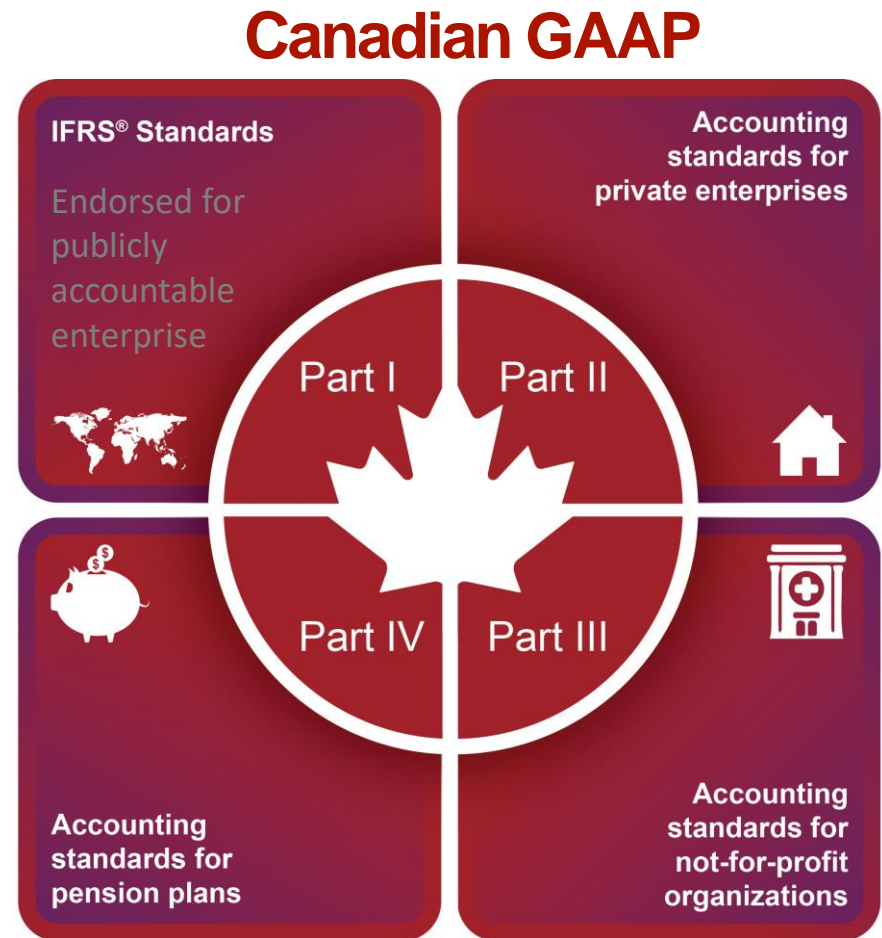 Canadian GAAP
IFRS® Standards
Endorsed for
publicly
accountable
enterprise
Part I
Accounting
standards for
private enterprises
Part II
$
$
Part IV
Accounting
standards for
pension plans
Part III
Accounting
standards for
not-for-profit
organizations